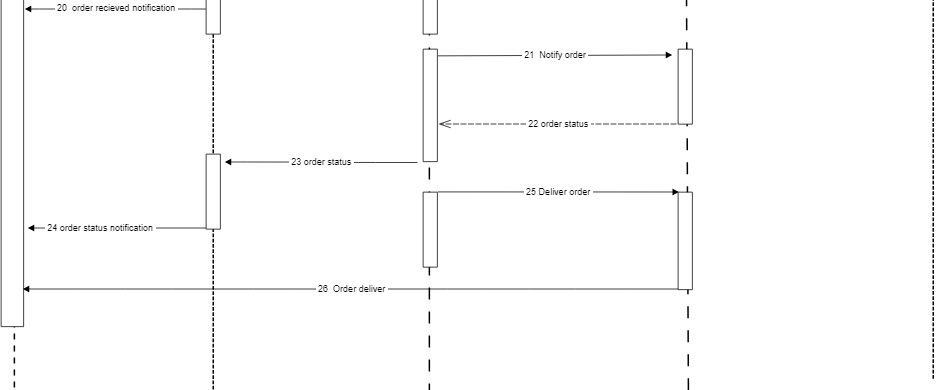 20 order recieved notification
21 Notify order
22 order status
23 order status
25 Deliver order
24 order status notification
26 Order deliver